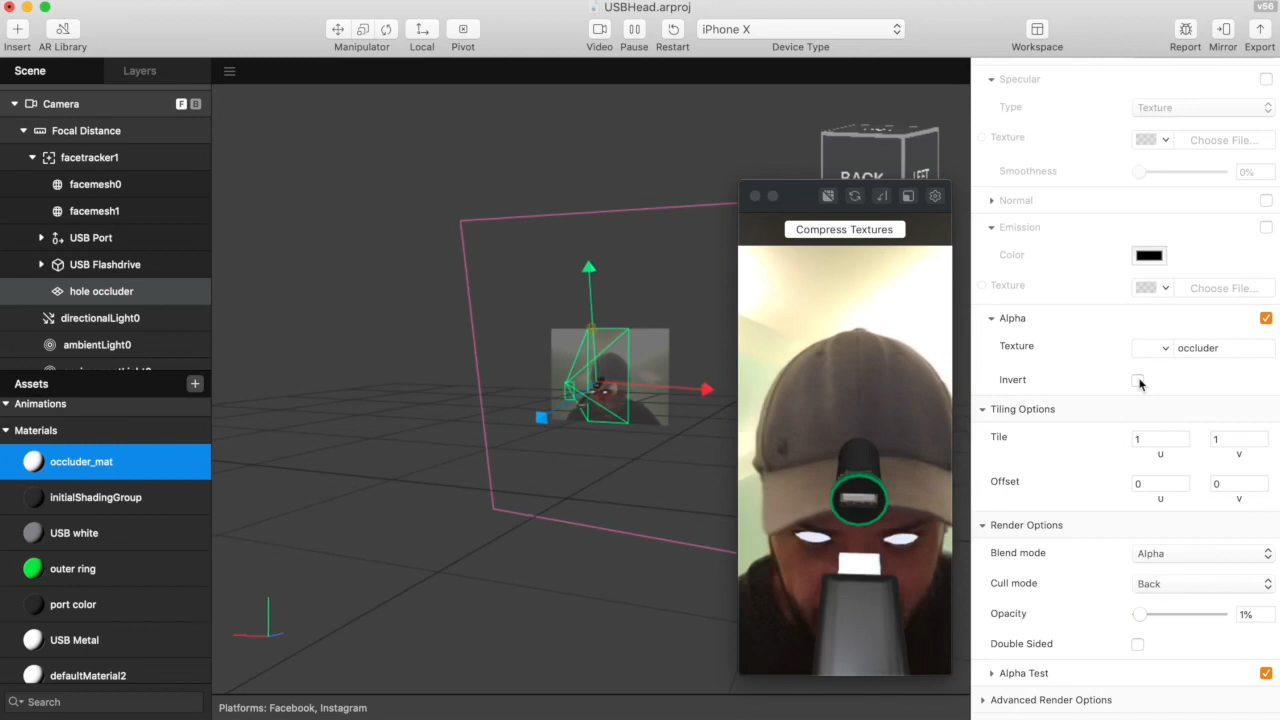 USBHead.arproj
v56
Insert
AR Library
Manipulator
Local
Pivot
Video
Pause
Restart
iPhone X
Device Type
Workspace
Report
Mirror
Export
Scene
Layers
Camera
F
B
Focal Distance
facetracker1
facemesh0
facemesh1
USB Port
USB Flashdrive
hole occluder
directionalLight0
ambientLight0
Assets
Animations
Materials
occluder_mat
initialShadingGroup
USB white
outer ring
port color
USB Metal
defaultMaterial2
Search
BACK
LEFT
Compress Textures
Platforms: Facebook, Instagram
Specular
Type
Texture
Texture
Choose File...
Smoothness
0%
Normal
Emission
Color
Texture
Choose File...
Alpha
Texture
occluder
Invert
Tiling Options
Tile
1
1
U
V
Offset
0
0
U
V
Render Options
Blend mode
Alpha
Cull mode
Back
Opacity
1%
Double Sided
Alpha Test
Advanced Render Options